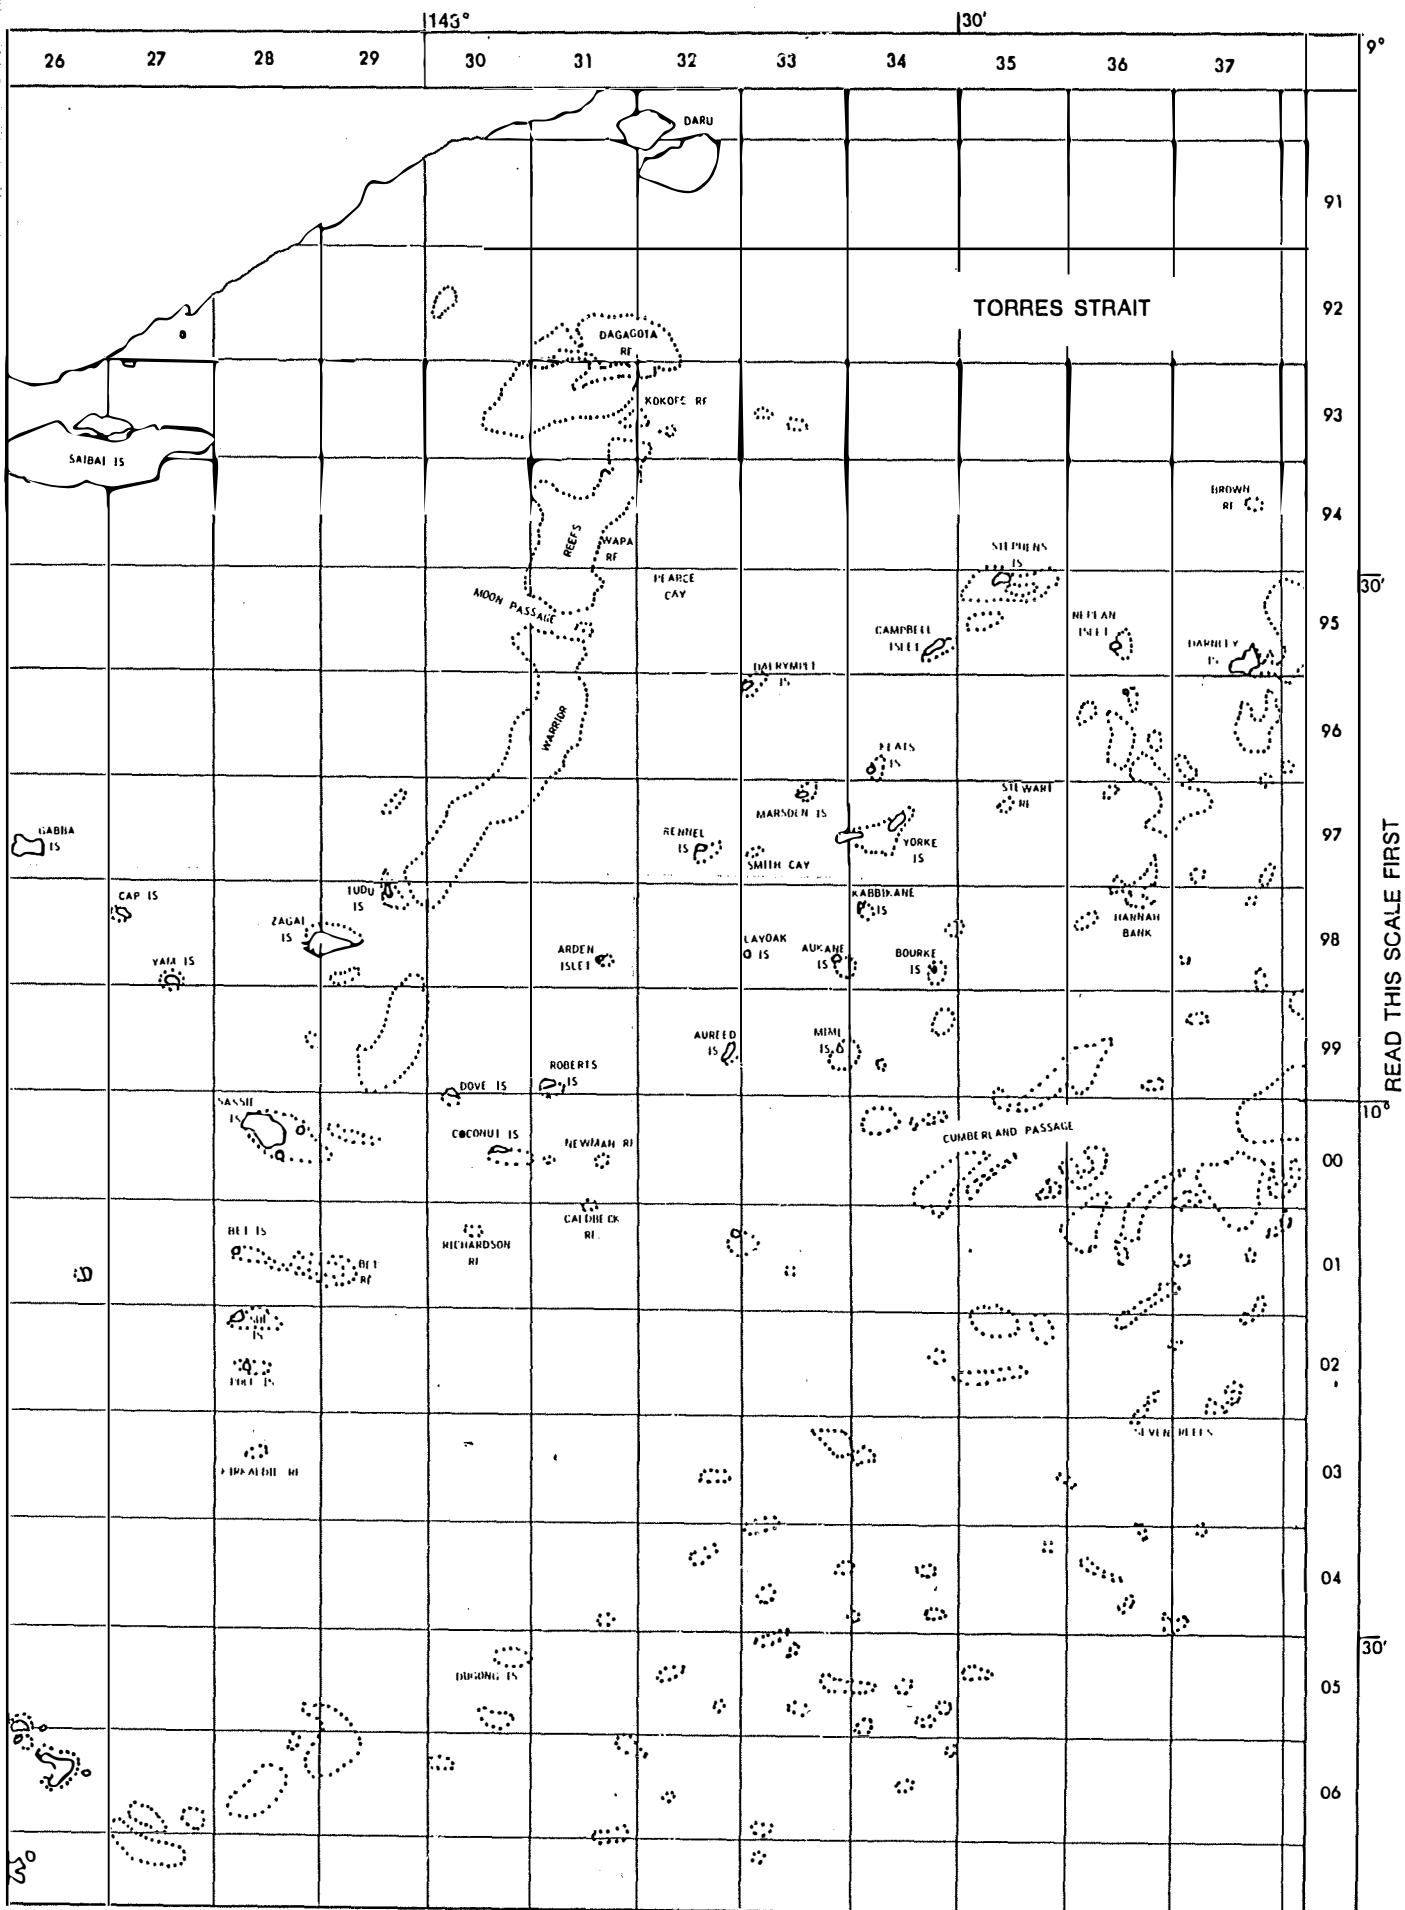 143°
30'
26 27 28 29 30 31 32 33 34 35 36 37
9°
DARU
91
TORRES STRAIT
92
DAGAGOTA
RF
KOKOPE RF
93
SAIBAI IS
BROWN
RF
94
REEFS
WAPA
RF
STEPHENS
IS
30'
PEARCE
CAY
MOON PASSAGE
95
CAMPBELL
ISLET
NEPEAN
ISLET
DARNLEY
IS
DALRYMPLE
IS
WARRIOR
96
KEATS
IS
STEWART
RF
MARSDEN IS
GABBA
IS
RENNEL
IS
YORKE
IS
97
SMITH CAY
READ THIS SCALE FIRST
CAP IS
TUDU
IS
KABBIKANE
IS
ZAGAI
IS
HANNAH
BANK
98
ARDEN
ISLET
LAYOAK
IS
AUKANE
IS
BOURKE
IS
YAM IS
AUREED
IS
MIMI
IS
99
ROBERTS
IS
DOVE IS
SASSIE
IS
10°
COCONUT IS
NEWMAN RF
CUMBERLAND PASSAGE
00
CALDBECK
RF
BET IS
RICHARDSON
RF
BET
RF
01
SUE
IS
02
POLL IS
SEVEN REEFS
KIRKALDIE RF
03
04
30'
DUGONG IS
05
06